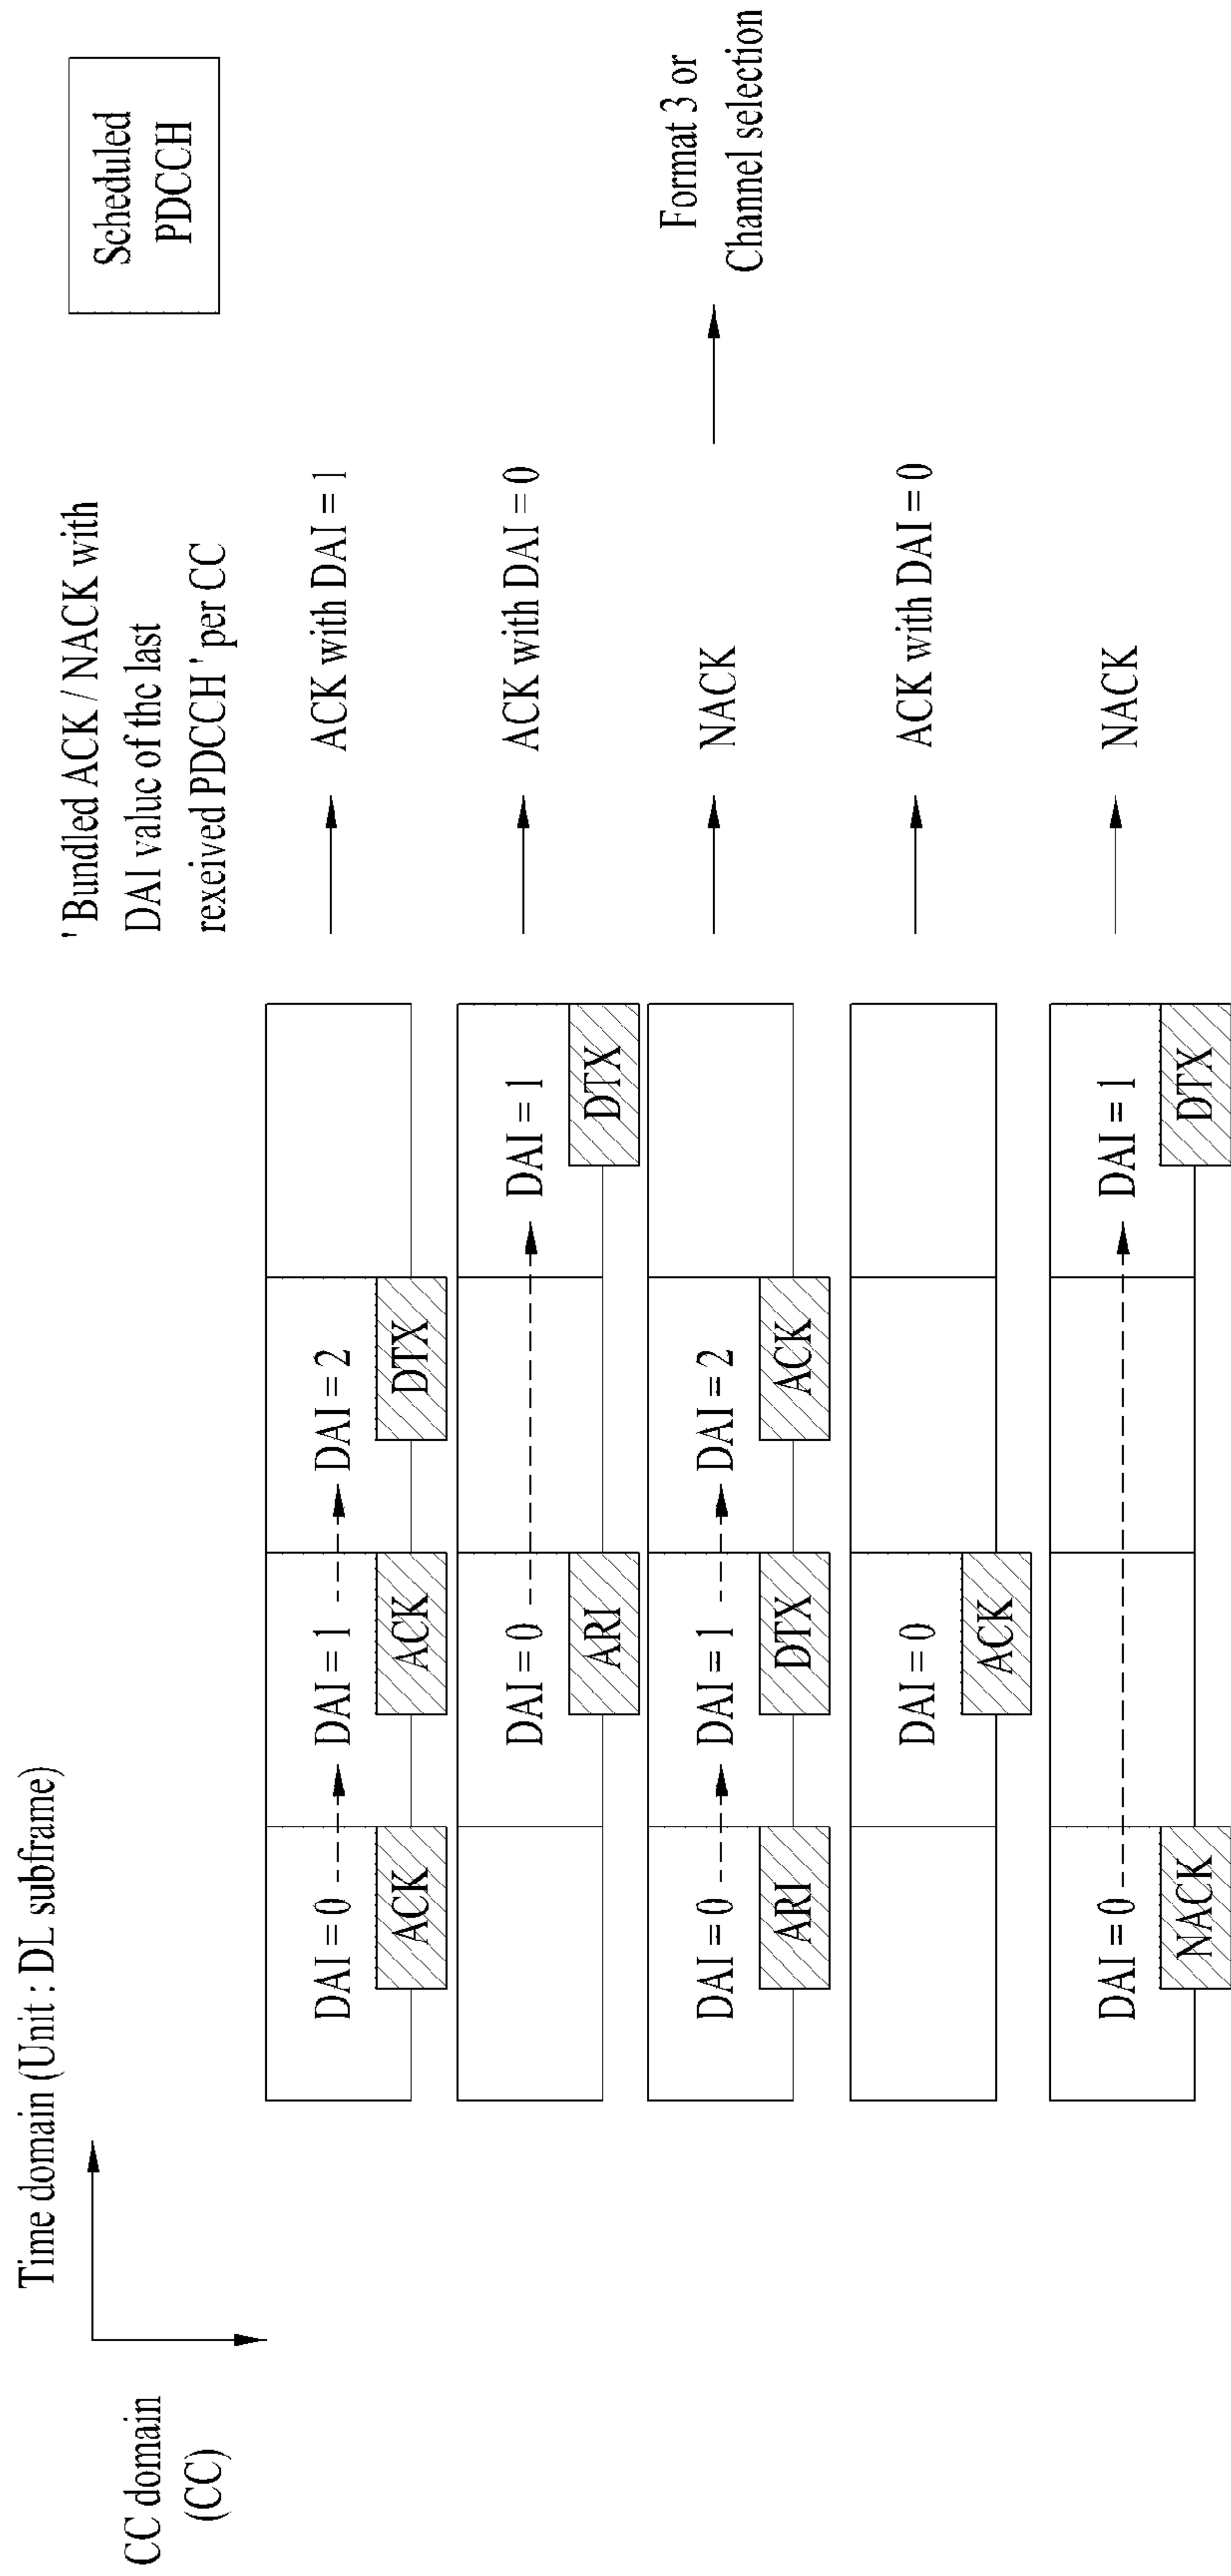 Time domain (Unit : DL subframe)
CC domain
(CC)
' Bundled ACK / NACK with
DAI value of the last
rexeived PDCCH ' per CC
Scheduled
PDCCH
DAI = 0
DAI = 1
DAI = 2
ACK
ACK
DTX
ACK with DAI = 1
DAI = 0
DAI = 1
ARI
DTX
ACK with DAI = 0
DAI = 0
DAI = 1
DAI = 2
ARI
DTX
ACK
NACK
Format 3 or
Channel selection
DAI = 0
ACK
ACK with DAI = 0
DAI = 0
DAI = 1
NACK
DTX
NACK